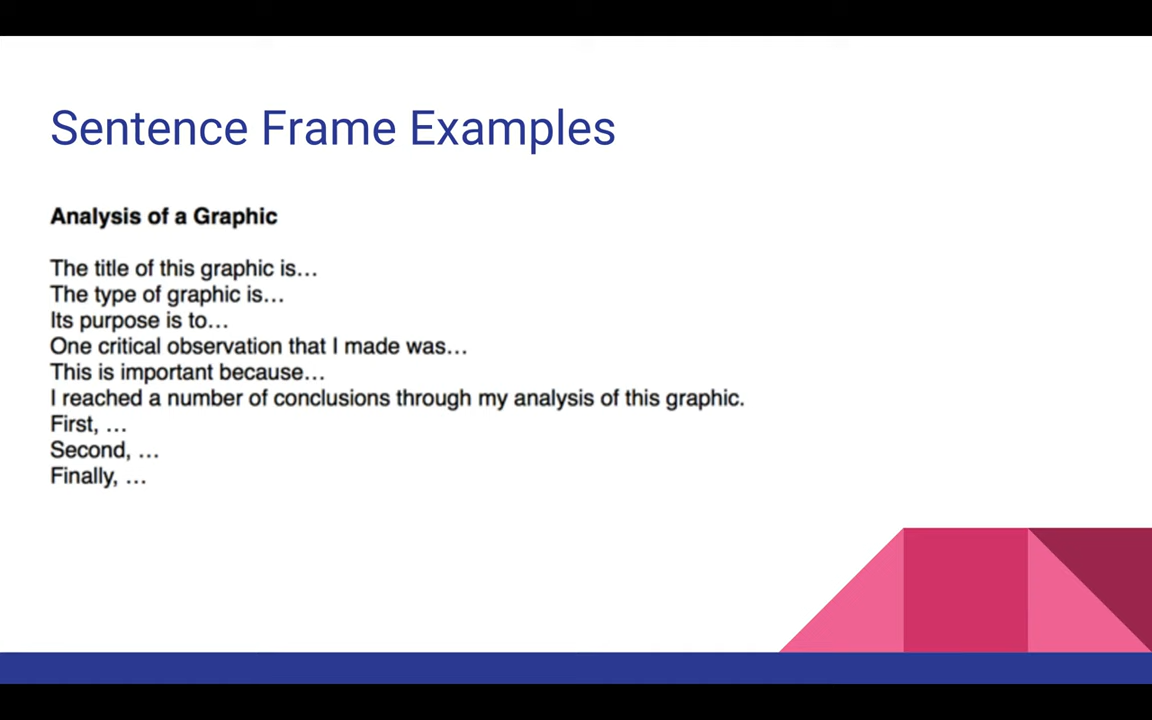 Sentence Frame Examples
Analysis of a Graphic
The title of this graphic is…
The type of graphic is…
Its purpose is to…
One critical observation that I made was…
This is important because…
I reached a number of conclusions through my analysis of this graphic.
First, …
Second, …
Finally, …